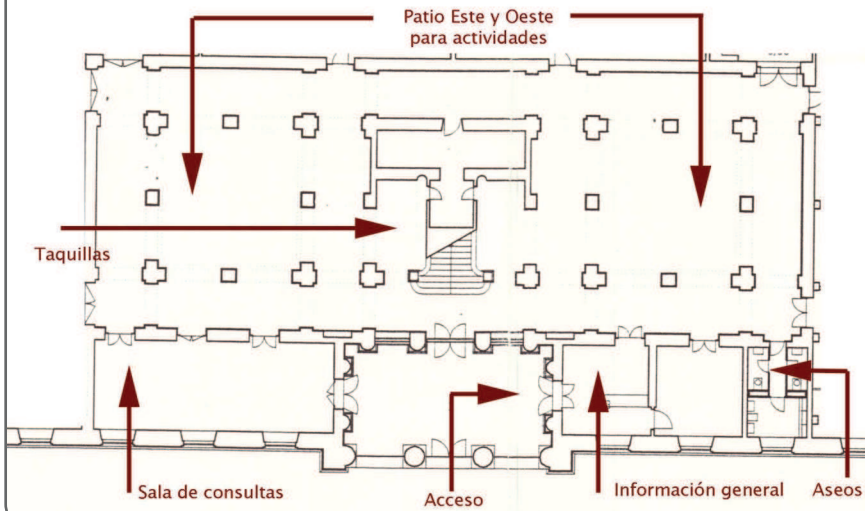 Patio Este y Oeste
para actividades
Taquillas
Sala de consultas
Acceso
Información general
Aseos